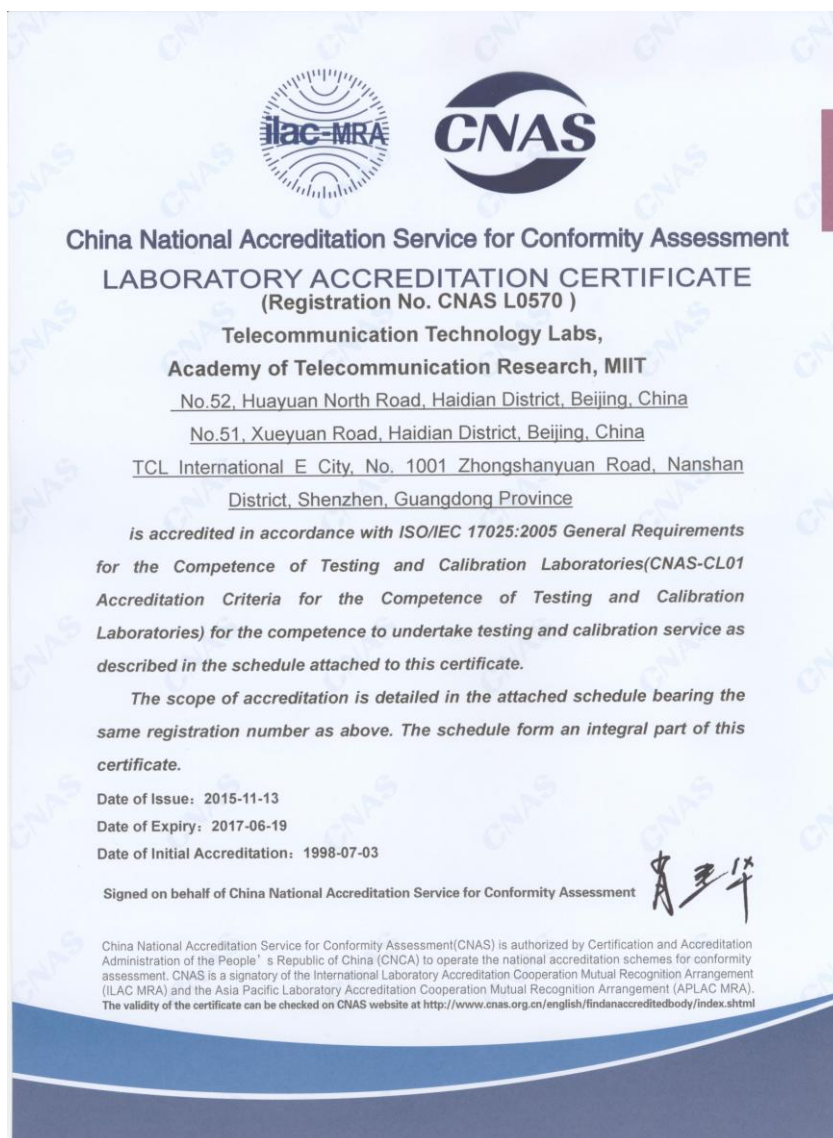 ilac-MRA
CNAS
China National Accreditation Service for Conformity Assessment
LABORATORY ACCREDITATION CERTIFICATE
(Registration No. CNAS L0570 )
Telecommunication Technology Labs,
Academy of Telecommunication Research, MIIT
No.52, Huayuan North Road, Haidian District, Beijing, China
No.51, Xueyuan Road, Haidian District, Beijing, China
TCL International E City, No. 1001 Zhongshanyuan Road, Nanshan
District, Shenzhen, Guangdong Province
is accredited in accordance with ISO/IEC 17025:2005 General Requirements
for the Competence of Testing and Calibration Laboratories(CNAS-CL01
Accreditation Criteria for the Competence of Testing and Calibration
Laboratories) for the competence to undertake testing and calibration service as
described in the schedule attached to this certificate.
The scope of accreditation is detailed in the attached schedule bearing the
same registration number as above. The schedule form an integral part of this
certificate.
Date of Issue: 2015-11-13
Date of Expiry: 2017-06-19
Date of Initial Accreditation: 1998-07-03
Signed on behalf of China National Accreditation Service for Conformity Assessment
China National Accreditation Service for Conformity Assessment(CNAS) is authorized by Certification and Accreditation
Administration of the People's Republic of China (CNCA) to operate the national accreditation schemes for conformity
assessment. CNAS is a signatory of the International Laboratory Accreditation Cooperation Mutual Recognition Arrangement
(ILAC MRA) and the Asia Pacific Laboratory Accreditation Cooperation Mutual Recognition Arrangement (APLAC MRA).
The validity of the certificate can be checked on CNAS website at http://www.cnas.org.cn/english/findanaccreditedbody/index.shtml